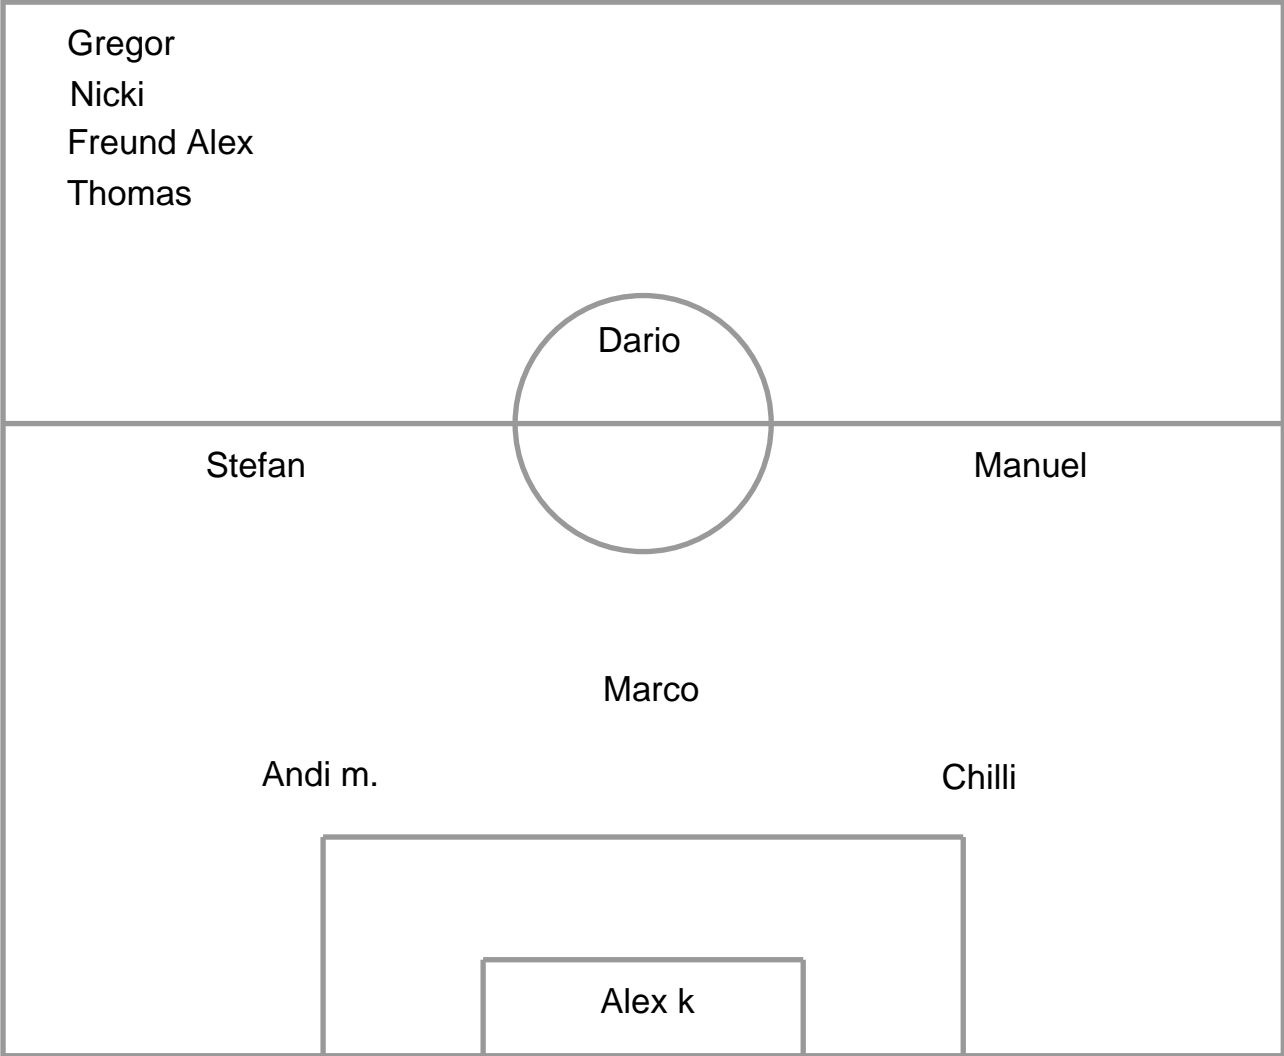 Gregor
Nicki
Freund Alex
Thomas
Dario
Stefan
Manuel
Marco
Andi m.
Chilli
Alex k